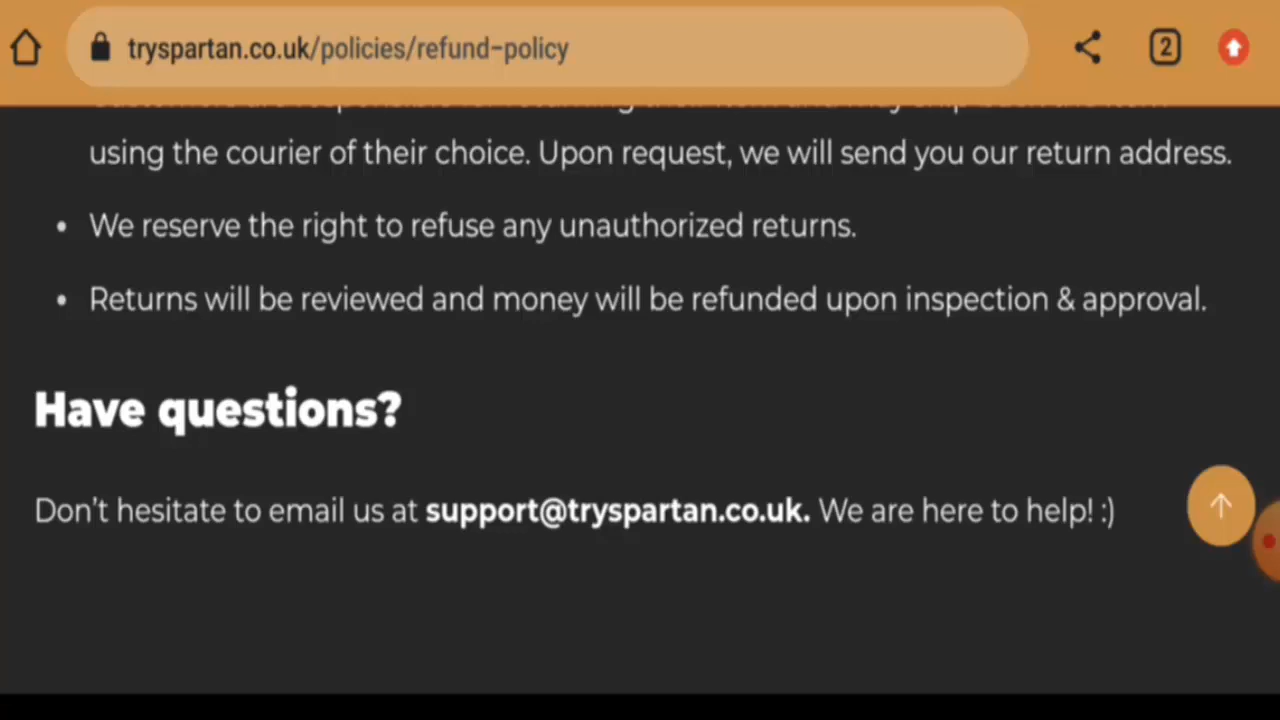 tryspartan.co.uk/policies/refund-policy
2
using the courier of their choice. Upon request, we will send you our return address.
• We reserve the right to refuse any unauthorized returns.
• Returns will be reviewed and money will be refunded upon inspection & approval.
Have questions?
Don't hesitate to email us at support@tryspartan.co.uk. We are here to help! :)